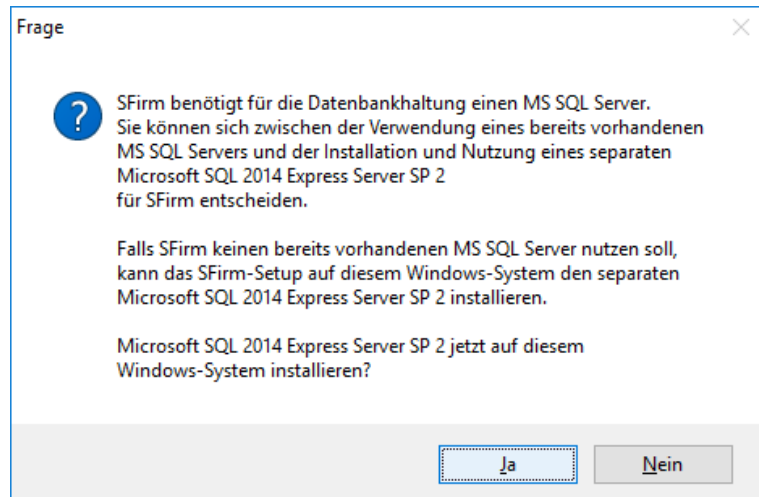 Frage
?
SFirm benötigt für die Datenbankhaltung einen MS SQL Server.
Sie können sich zwischen der Verwendung eines bereits vorhandenen
MS SQL Servers und der Installation und Nutzung eines separaten
Microsoft SQL 2014 Express Server SP 2
für SFirm entscheiden.
Falls SFirm keinen bereits vorhandenen MS SQL Server nutzen soll,
kann das SFirm-Setup auf diesem Windows-System den separaten
Microsoft SQL 2014 Express Server SP 2 installieren.
Microsoft SQL 2014 Express Server SP 2 jetzt auf diesem
Windows-System installieren?
Ja
Nein